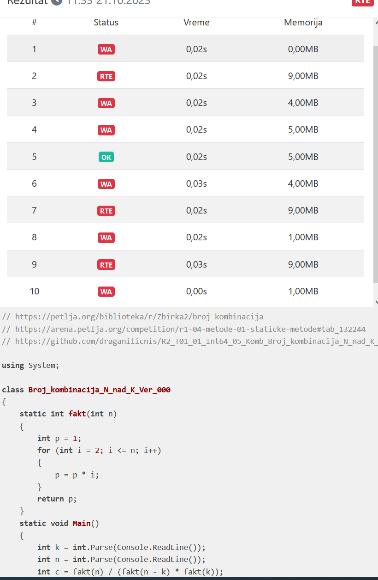 Rezultat 11:33 21.10.2023 RTE
# Status Vreme Memorija
1 WA 0,02s 0,00MB
2 RTE 0,02s 9,00MB
3 WA 0,02s 4,00MB
4 WA 0,02s 5,00MB
5 OK 0,02s 5,00MB
6 WA 0,03s 4,00MB
7 RTE 0,02s 9,00MB
8 WA 0,02s 1,00MB
9 RTE 0,03s 9,00MB
10 WA 0,00s 1,00MB
// https://petlja.org/biblioteka/r/Zbirka2/broj_kombinacija
// https://arena.petlja.org/competition/r1-04-metode-01-staticke-metode#tab_132244
// https://github.com/draganilicnis/R2_T01_01_Int64_05_Komb_Broj_kombinacija_N_nad_K_
using System;
class Broj_kombinacija_N_nad_K_Ver_000
{
static int fakt(int n)
{
int p = 1;
for (int i = 2; i <= n; i++)
{
p = p * i;
}
return p;
}
static void Main()
{
int k = int.Parse(Console.ReadLine());
int n = int.Parse(Console.ReadLine());
int c = fakt(n) / (fakt(n - k) * fakt(k));